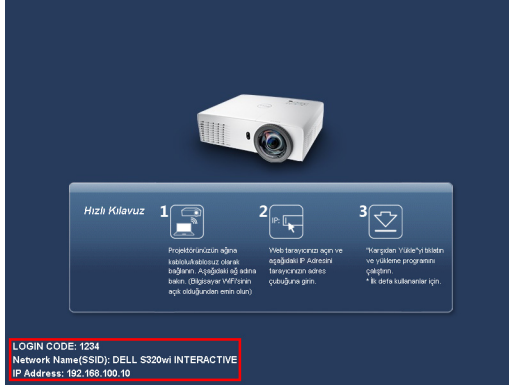 Hızlı Kılavuz
1
Projektörünüzün ağına
kablolu/kablosuz olarak
bağlanın. Aşağıdaki ağ adına
bakın. (Bilgisayar WiFi'sinin
açık olduğundan emin olun)
2
IP:
Web tarayıcınızı açın ve
aşağıdaki IP Adresini
tarayıcınızın adres
çubuğuna girin.
3
"Karşıdan Yükle"yi tıklatın
ve yükleme programını
çalıştırın.
* İlk defa kullananlar için.
LOGIN CODE: 1234
Network Name(SSID): DELL S320wi INTERACTIVE
IP Address: 192.168.100.10